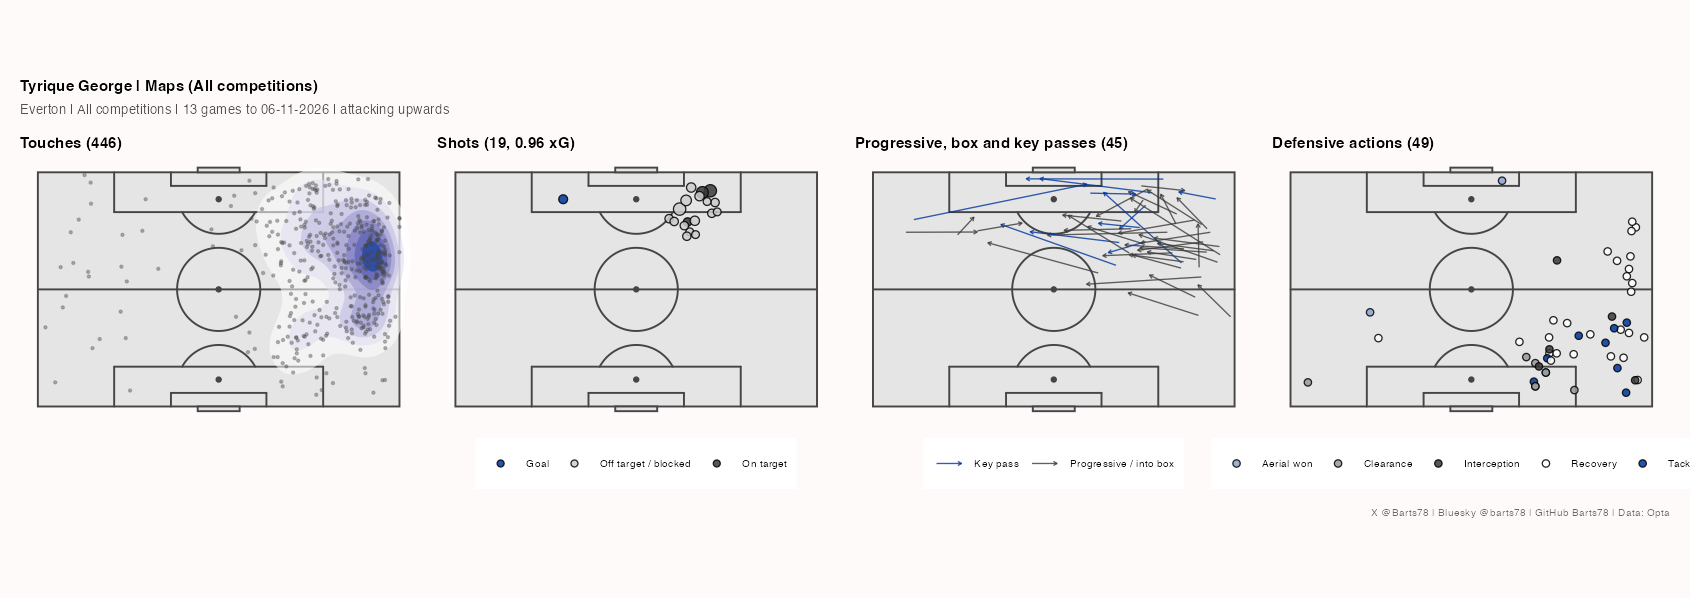 Tyrique George | Maps (All competitions)
Everton | All competitions | 13 games to 06-11-2026 | attacking upwards
Touches (446)
Shots (19, 0.96 xG)
Progressive, box and key passes (45)
Defensive actions (49)
Goal
Off target / blocked
On target
Key pass
Progressive / into box
Aerial won
Clearance
Interception
Recovery
Tack
X @Barts78 | Bluesky @barts78 | GitHub Barts78 | Data: Opta